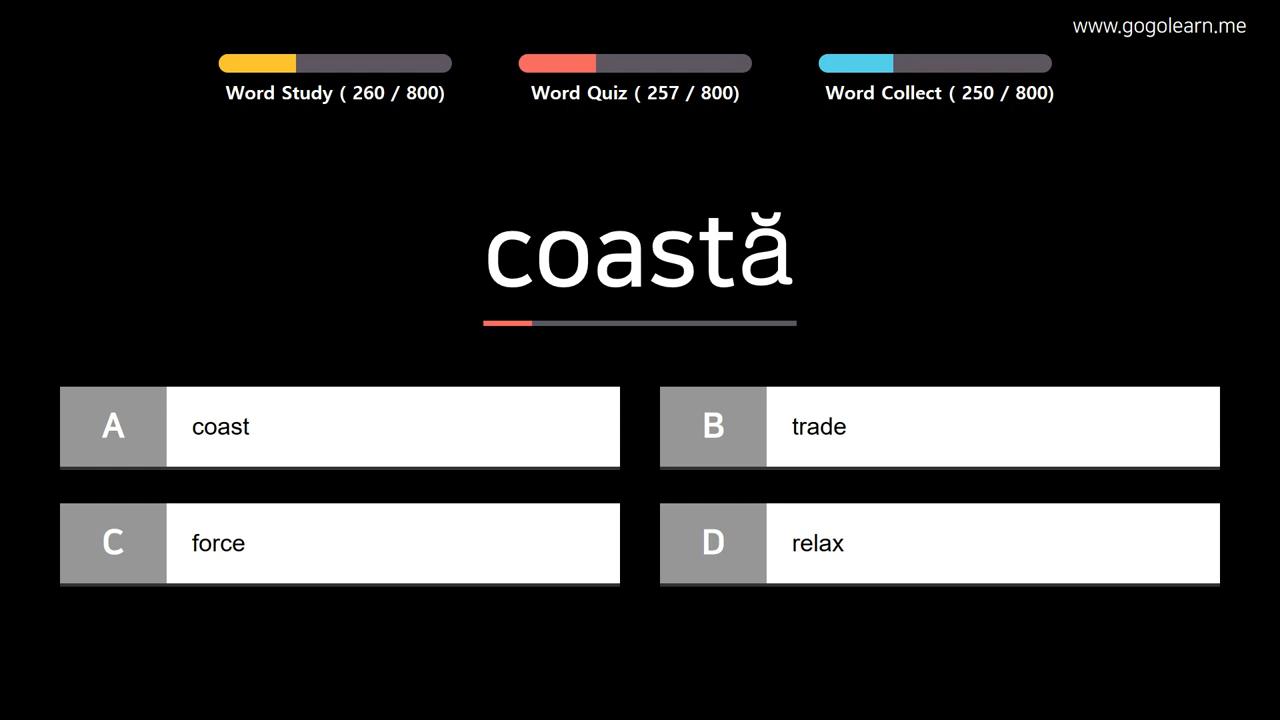 www.gogolearn.me
Word Study ( 260 / 800)
Word Quiz ( 257 / 800)
Word Collect ( 250 / 800)
coastă
A coast
B trade
C force
D relax